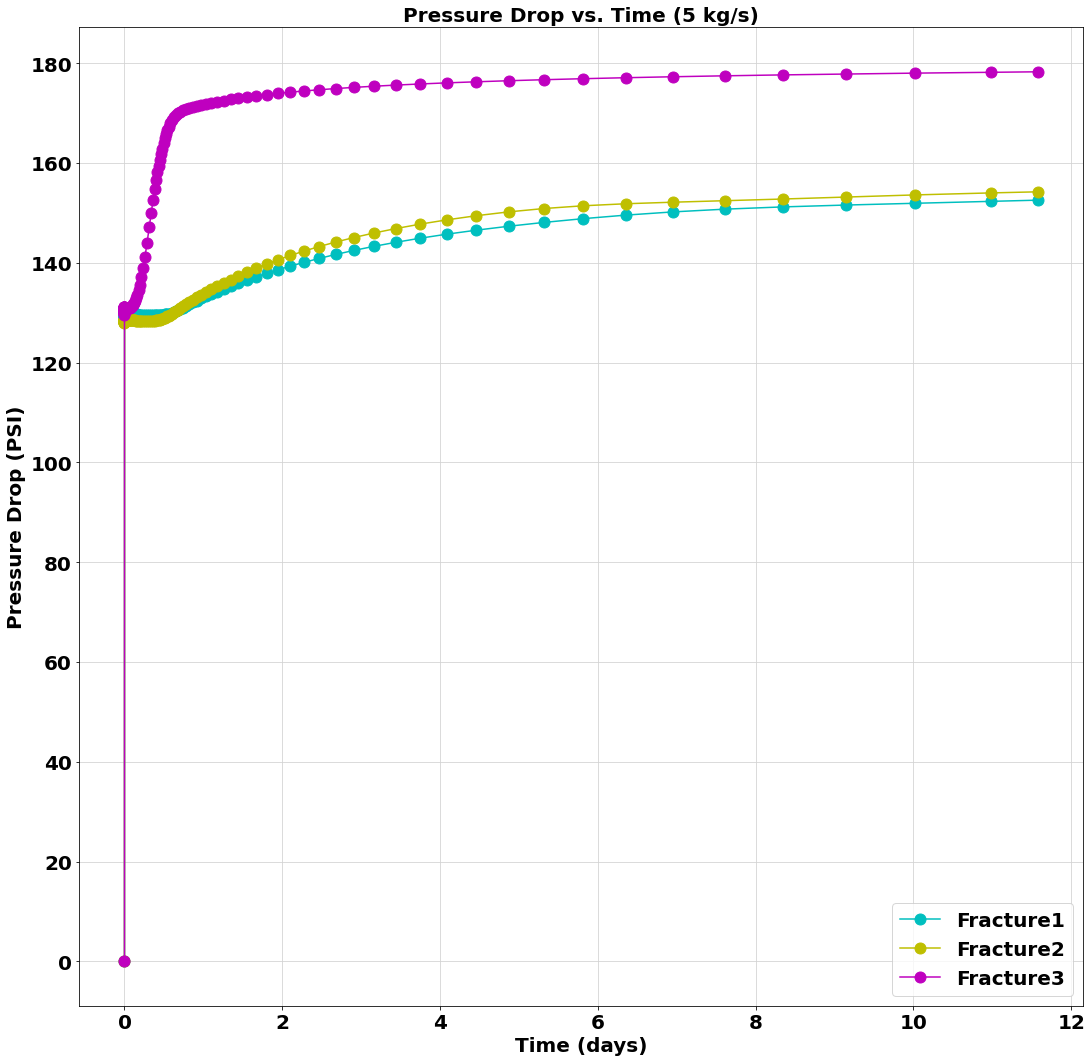 Pressure Drop vs. Time (5 kg/s)
Pressure Drop (PSI)
180
160
140
120
100
80
60
40
20
0
Fracture1
Fracture2
Fracture3
0 2 4 6 8 10 12
Time (days)